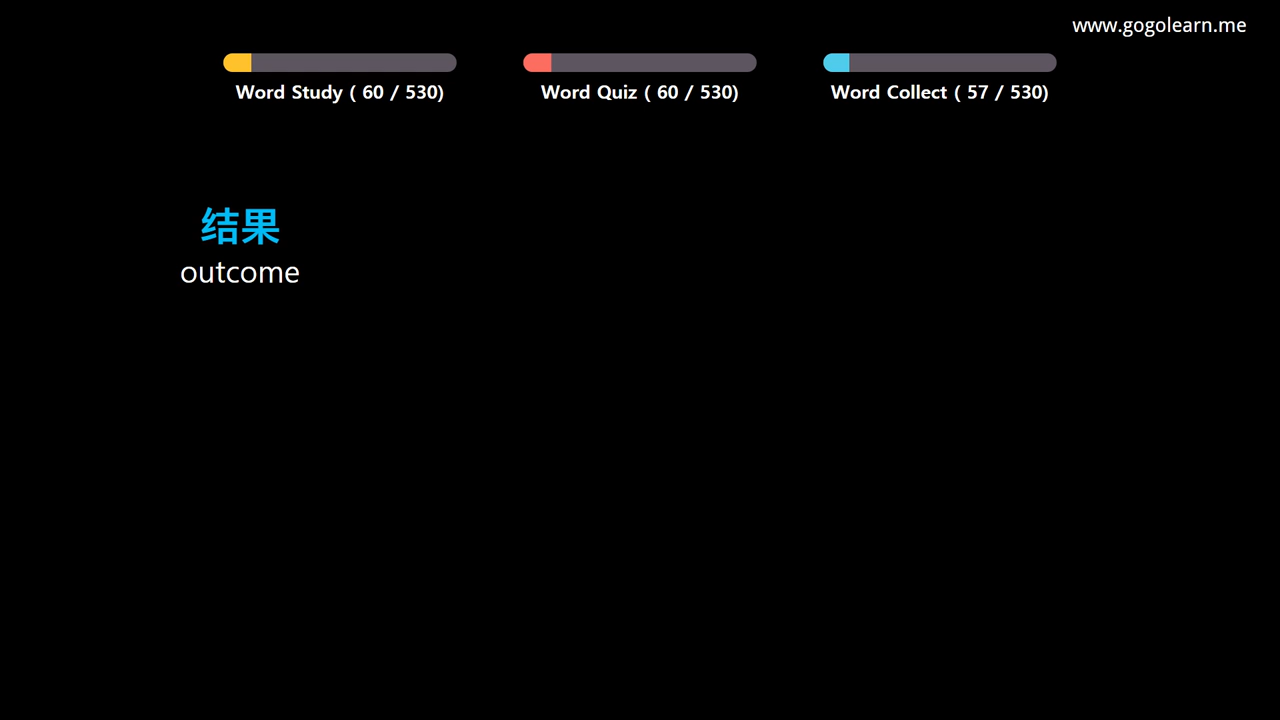 www.gogolearn.me
Word Study ( 60 / 530)
Word Quiz ( 60 / 530)
Word Collect ( 57 / 530)
结果
outcome